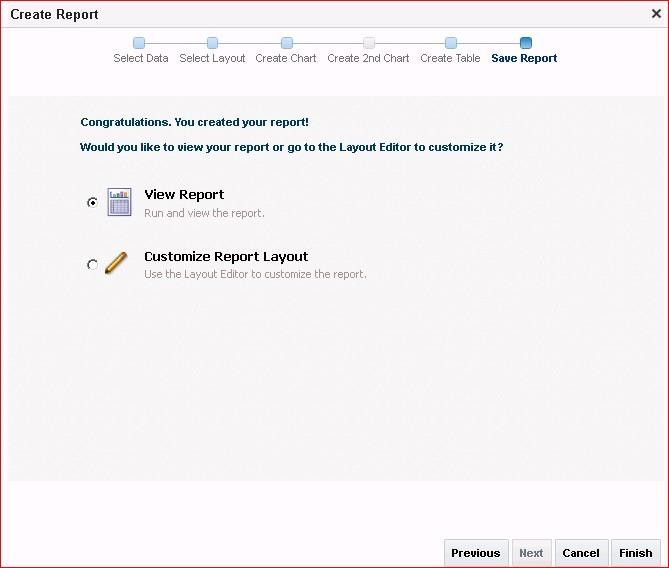 Create Report
Select Data Select Layout Create Chart Create 2nd Chart Create Table Save Report
Congratulations. You created your report!
Would you like to view your report or go to the Layout Editor to customize it?
View Report
Run and view the report.
Customize Report Layout
Use the Layout Editor to customize the report.
Previous Next Cancel Finish